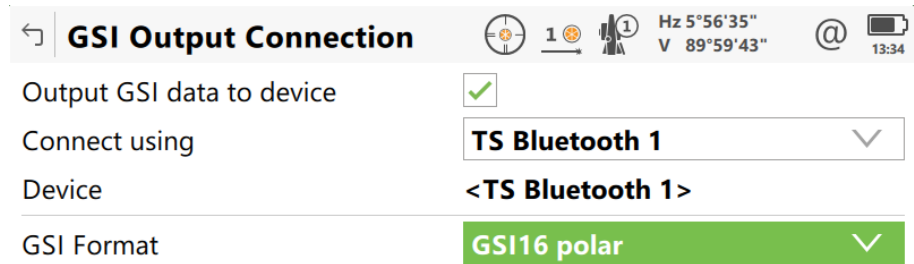 GSI Output Connection
1
1
Hz 5°56'35"
V 89°59'43"
@
13:34
Output GSI data to device
Connect using TS Bluetooth 1
Device <TS Bluetooth 1>
GSI Format GSI16 polar